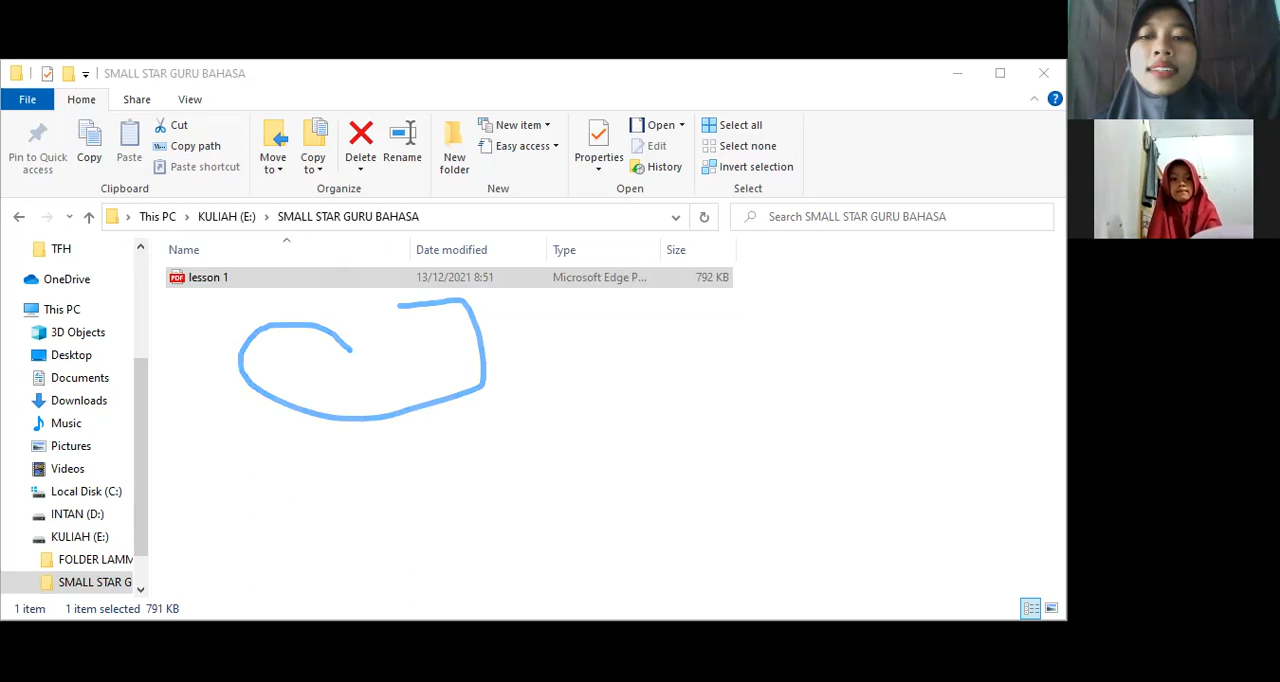 SMALL STAR GURU BAHASA
File Home Share View
Pin to Quick access
Copy
Paste
Cut
Copy path
Paste shortcut
Clipboard
Move to
Copy to
Delete
Rename
Organize
New folder
New item
Easy access
New
Properties
Open
Edit
History
Open
Select all
Select none
Invert selection
Select
This PC KULIAH (E:) SMALL STAR GURU BAHASA
Search SMALL STAR GURU BAHASA
Name Date modified Type Size
PDF lesson 1 13/12/2021 8:51 Microsoft Edge P... 792 KB
TFH
OneDrive
This PC
3D Objects
Desktop
Documents
Downloads
Music
Pictures
Videos
Local Disk (C:)
INTAN (D:)
KULIAH (E:)
FOLDER LAMM
SMALL STAR G
1 item 1 item selected 791 KB